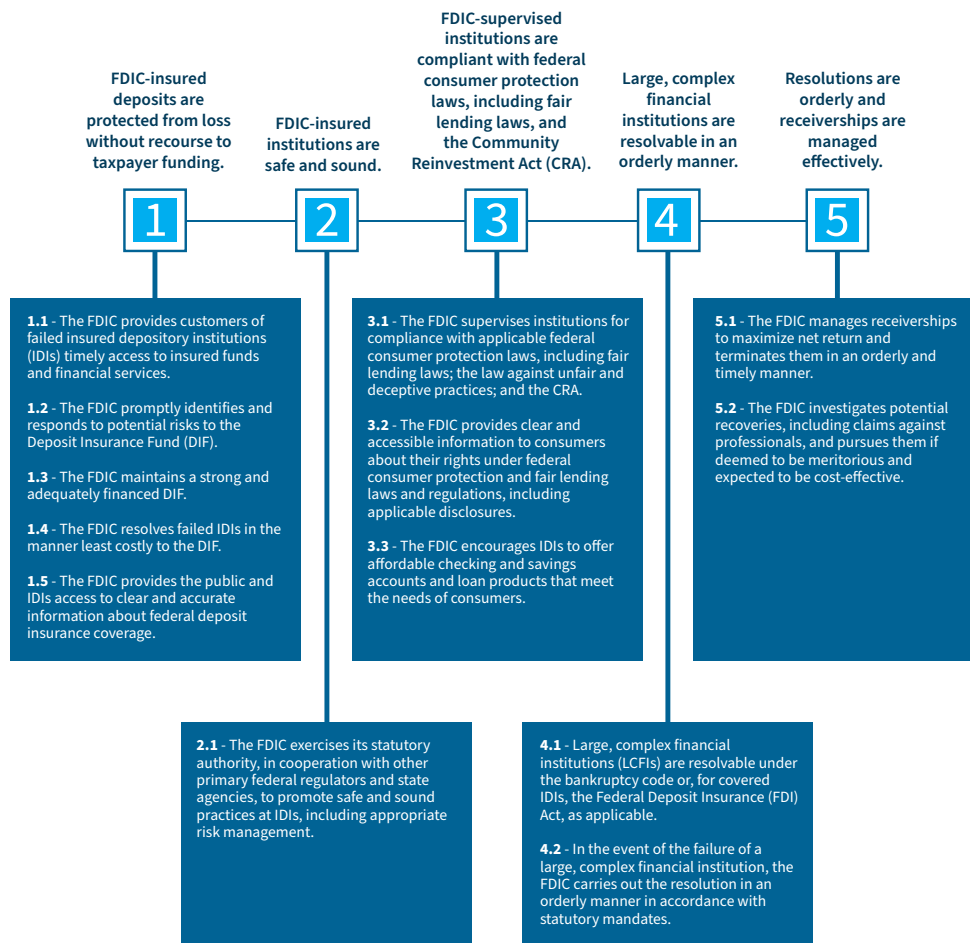 FDIC-insured
deposits are
protected from loss
without recourse to
taxpayer funding.
FDIC-insured
institutions are
safe and sound.
FDIC-supervised
institutions are
compliant with federal
consumer protection
laws, including fair
lending laws, and
the Community
Reinvestment Act (CRA).
Large, complex
financial
institutions are
resolvable in an
orderly manner.
Resolutions are
orderly and
receiverships are
managed
effectively.
1
2
3
4
5
1.1 - The FDIC provides customers of
failed insured depository institutions
(IDIs) timely access to insured funds
and financial services.
1.2 - The FDIC promptly identifies and
responds to potential risks to the
Deposit Insurance Fund (DIF).
1.3 - The FDIC maintains a strong and
adequately financed DIF.
1.4 - The FDIC resolves failed IDIs in the
manner least costly to the DIF.
1.5 - The FDIC provides the public and
IDIs access to clear and accurate
information about federal deposit
insurance coverage.
3.1 - The FDIC supervises institutions for
compliance with applicable federal
consumer protection laws, including fair
lending laws; the law against unfair and
deceptive practices; and the CRA.
3.2 - The FDIC provides clear and
accessible information to consumers
about their rights under federal
consumer protection and fair lending
laws and regulations, including
applicable disclosures.
3.3 - The FDIC encourages IDIs to offer
affordable checking and savings
accounts and loan products that meet
the needs of consumers.
5.1 - The FDIC manages receiverships
to maximize net return and
terminates them in an orderly and
timely manner.
5.2 - The FDIC investigates potential
recoveries, including claims against
professionals, and pursues them if
deemed to be meritorious and
expected to be cost-effective.
2.1 - The FDIC exercises its statutory
authority, in cooperation with other
primary federal regulators and state
agencies, to promote safe and sound
practices at IDIs, including appropriate
risk management.
4.1 - Large, complex financial
institutions (LCFIs) are resolvable under
the bankruptcy code or, for covered
IDIs, the Federal Deposit Insurance (FDI)
Act, as applicable.
4.2 - In the event of the failure of a
large, complex financial institution, the
FDIC carries out the resolution in an
orderly manner in accordance with
statutory mandates.